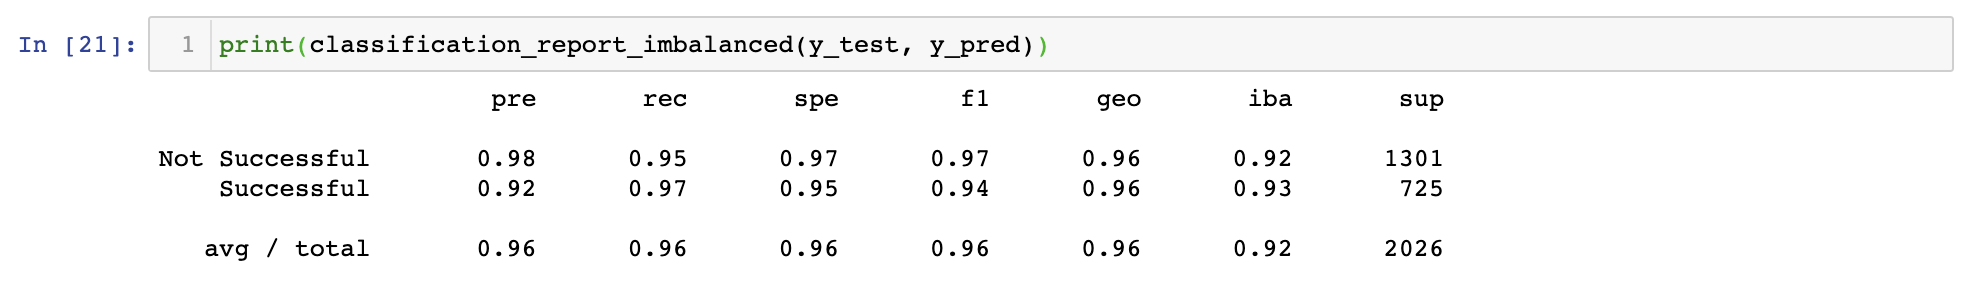 In [21]: 1 print(classification_report_imbalanced(y_test, y_pred))
pre rec spe f1 geo iba sup
Not Successful 0.98 0.95 0.97 0.97 0.96 0.92 1301
Successful 0.92 0.97 0.95 0.94 0.96 0.93 725
avg / total 0.96 0.96 0.96 0.96 0.96 0.92 2026